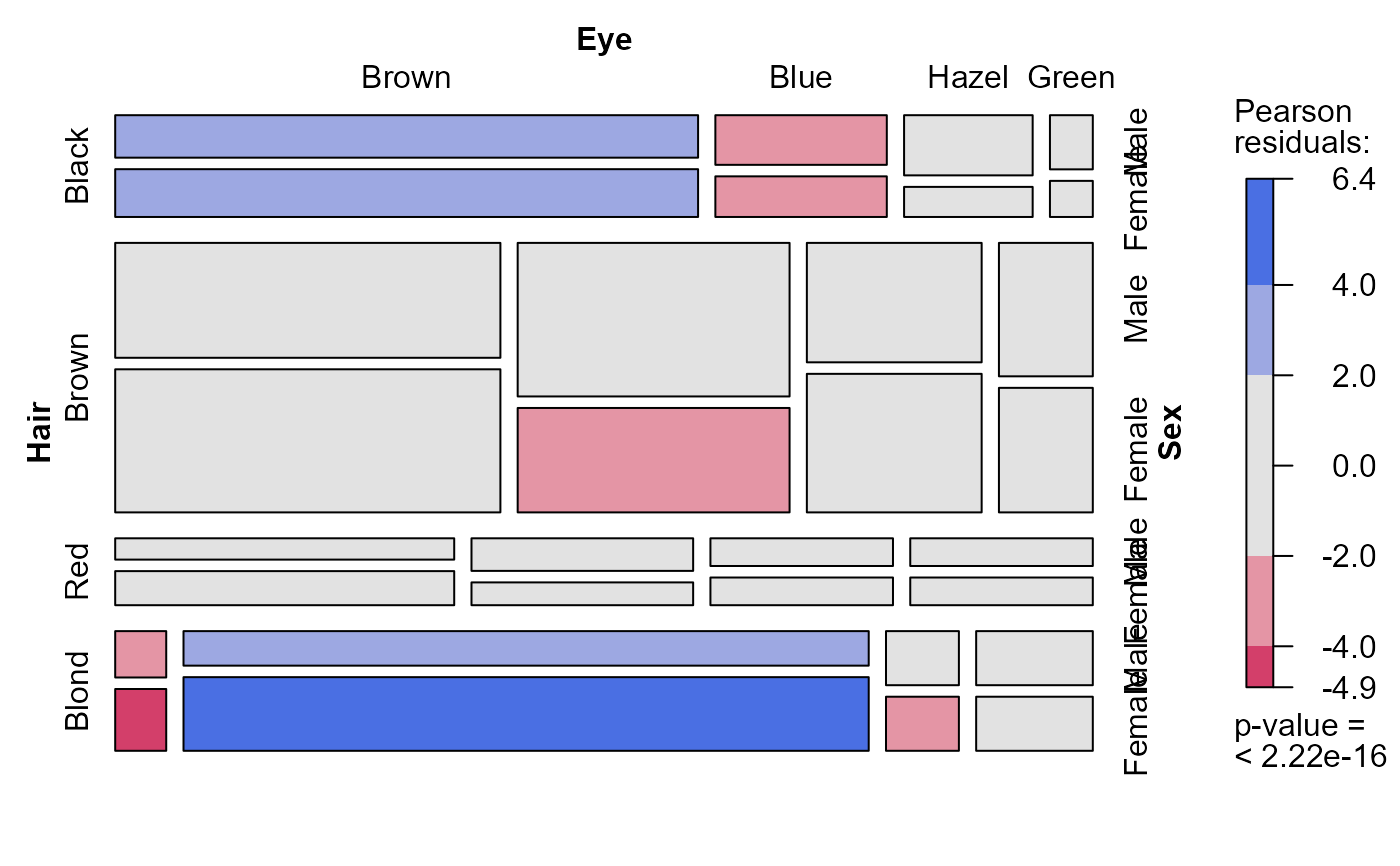 Eye
Brown Blue Hazel Green
Hair
Black
Brown
Red
Blond
Male
Female
Male
Female
Male
Female
Male
Female
Sex
Pearson
residuals:
6.4
4.0
2.0
0.0
-2.0
-4.0
-4.9
p-value =
< 2.22e-16